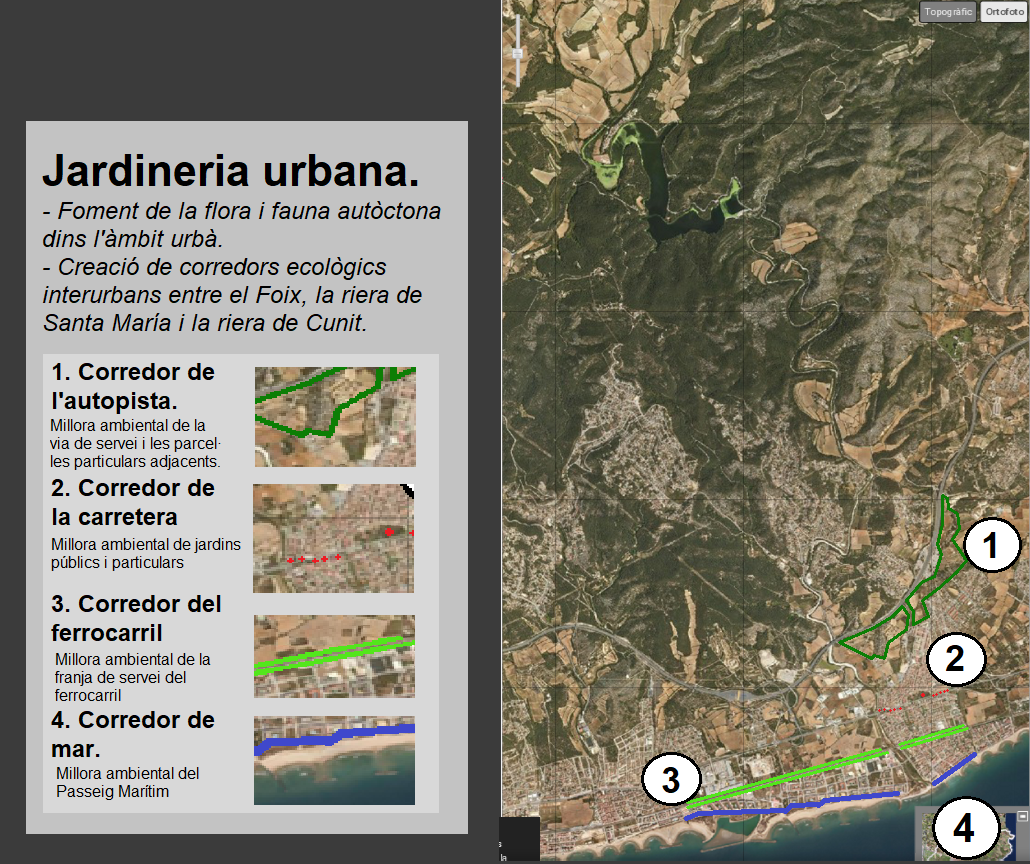 Topogràfic
Ortofoto
Jardineria urbana.
- Foment de la flora i fauna autòctona
dins l'àmbit urbà.
- Creació de corredors ecològics
interurbans entre el Foix, la riera de
Santa María i la riera de Cunit.
1. Corredor de
l'autopista.
Millora ambiental de la
via de servei i les parcel·
les particulars adjacents.
2. Corredor de
la carretera
Millora ambiental de jardins
públics i particulars
3. Corredor del
ferrocarril
Millora ambiental de la
franja de servei del
ferrocarril
4. Corredor de
mar.
Millora ambiental del
Passeig Marítim
1
2
3
4
s
la